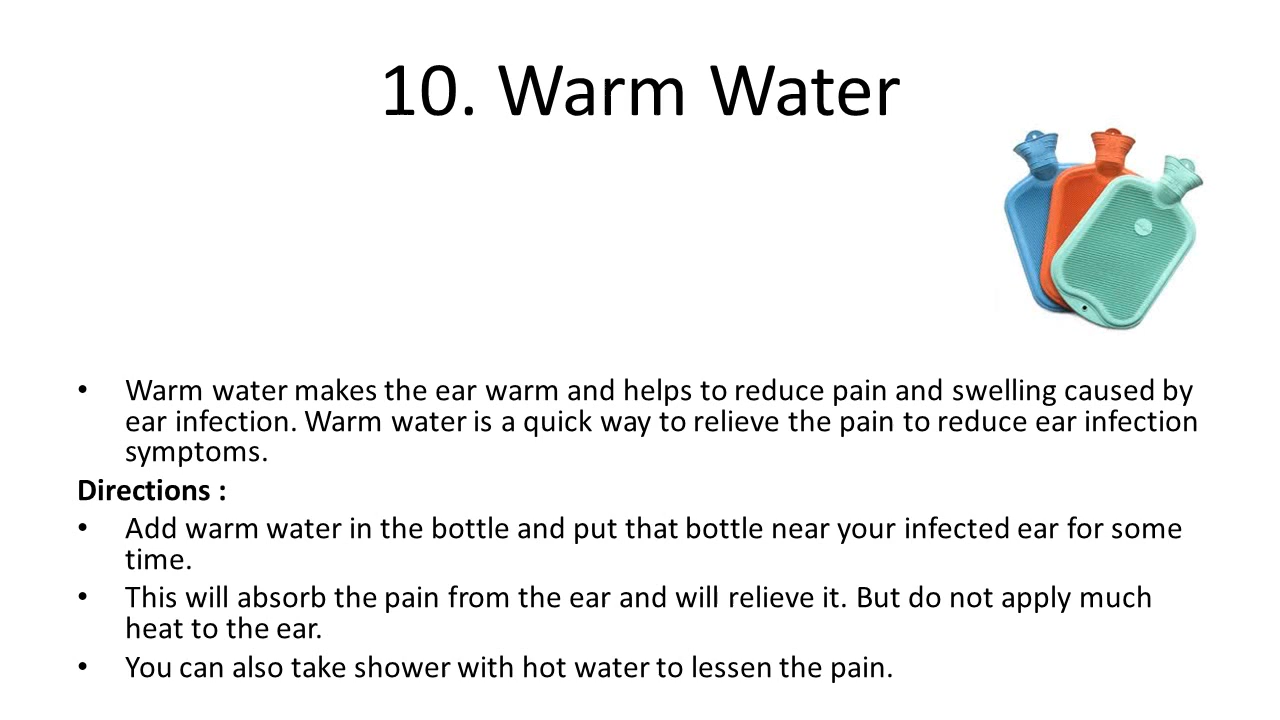 10. Warm Water
• Warm water makes the ear warm and helps to reduce pain and swelling caused by
ear infection. Warm water is a quick way to relieve the pain to reduce ear infection
symptoms.
Directions :
• Add warm water in the bottle and put that bottle near your infected ear for some
time.
• This will absorb the pain from the ear and will relieve it. But do not apply much
heat to the ear.
• You can also take shower with hot water to lessen the pain.